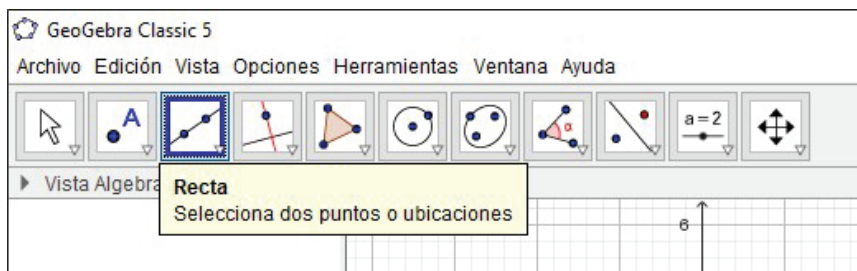 GeoGebra Classic 5
Archivo Edición Vista Opciones Herramientas Ventana Ayuda
A
α
a=2
Vista Algebra
Recta
Selecciona dos puntos o ubicaciones
6